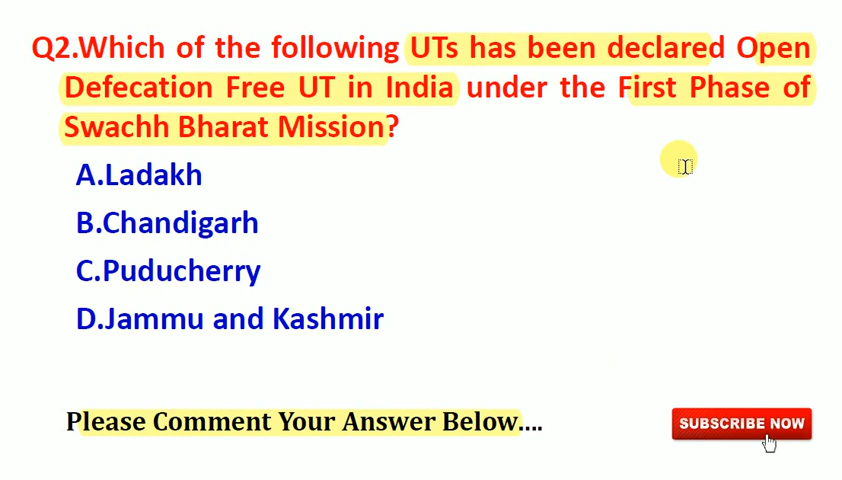 Q2.Which of the following UTs has been declared Open
Defecation Free UT in India under the First Phase of
Swachh Bharat Mission?
A.Ladakh
B.Chandigarh
C.Puducherry
D.Jammu and Kashmir
Please Comment Your Answer Below....
SUBSCRIBE NOW